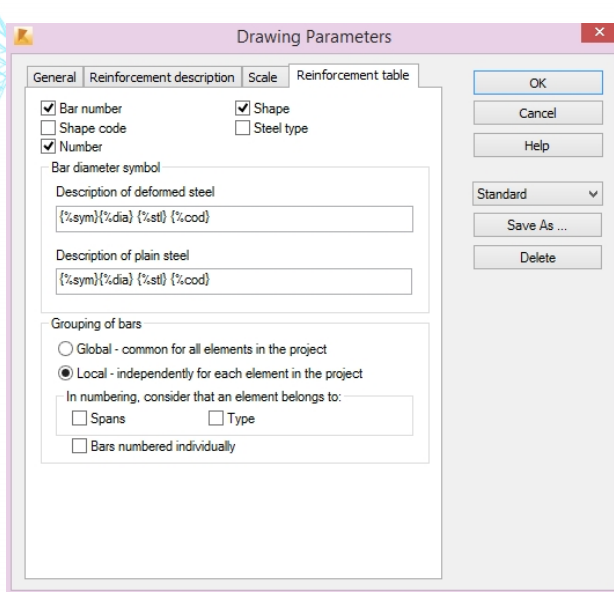 Drawing Parameters
General Reinforcement description Scale Reinforcement table
Bar number Shape
Shape code Steel type
Number
Bar diameter symbol
Description of deformed steel
{%sym}{%dia} {%stl} {%cod}
Description of plain steel
{%sym}{%dia} {%stl} {%cod}
Grouping of bars
Global - common for all elements in the project
Local - independently for each element in the project
In numbering, consider that an element belongs to:
Spans Type
Bars numbered individually
OK
Cancel
Help
Standard
Save As ...
Delete